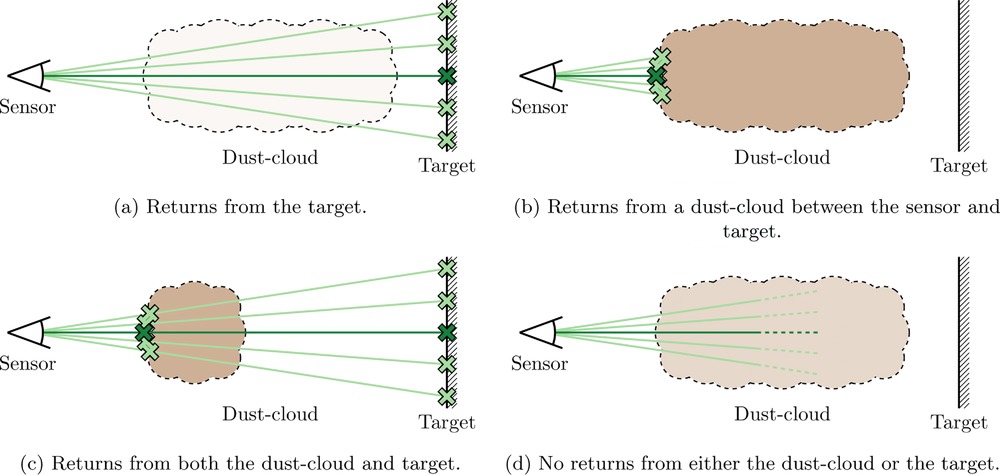 Sensor
Dust-cloud
Target
(a) Returns from the target.
Sensor
Dust-cloud
Target
(b) Returns from a dust-cloud between the sensor and
target.
Sensor
Dust-cloud
Target
(c) Returns from both the dust-cloud and target.
Sensor
Dust-cloud
Target
(d) No returns from either the dust-cloud or the target.